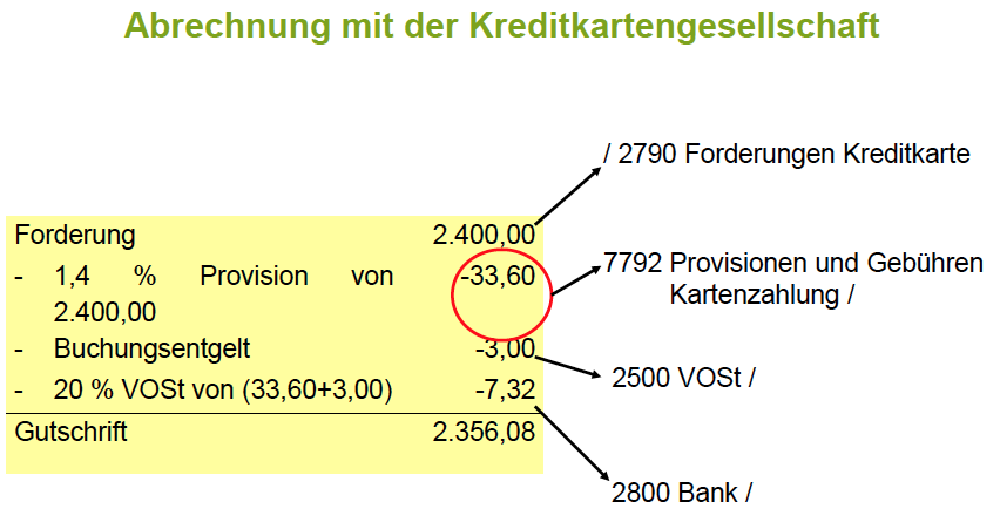 Abrechnung mit der Kreditkartengesellschaft
/ 2790 Forderungen Kreditkarte
Forderung 2.400,00
- 1,4 % Provision von -33,60
2.400,00
- Buchungsentgelt -3,00
- 20 % VOSt von (33,60+3,00) -7,32
Gutschrift 2.356,08
7792 Provisionen und Gebühren
Kartenzahlung /
2500 VOSt /
2800 Bank /